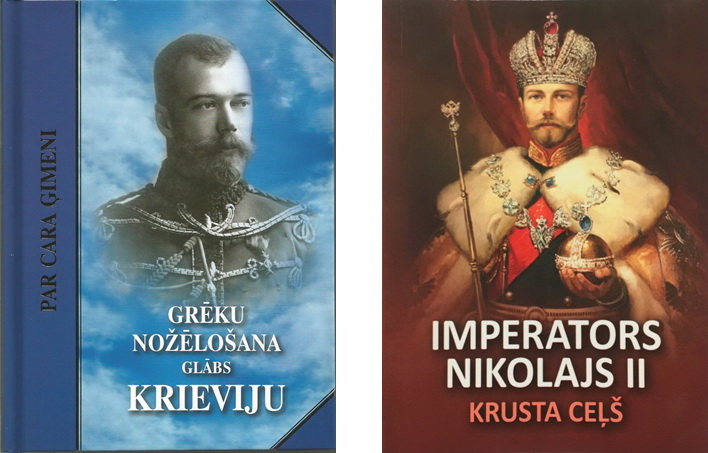 PAR CARA ĢIMENI
GRĒKU
NOŽĒLOŠANA
GLĀBS
KRIEVIJU
IMPERATORS
NIKOLAJS II
KRUSTA CEĻŠ